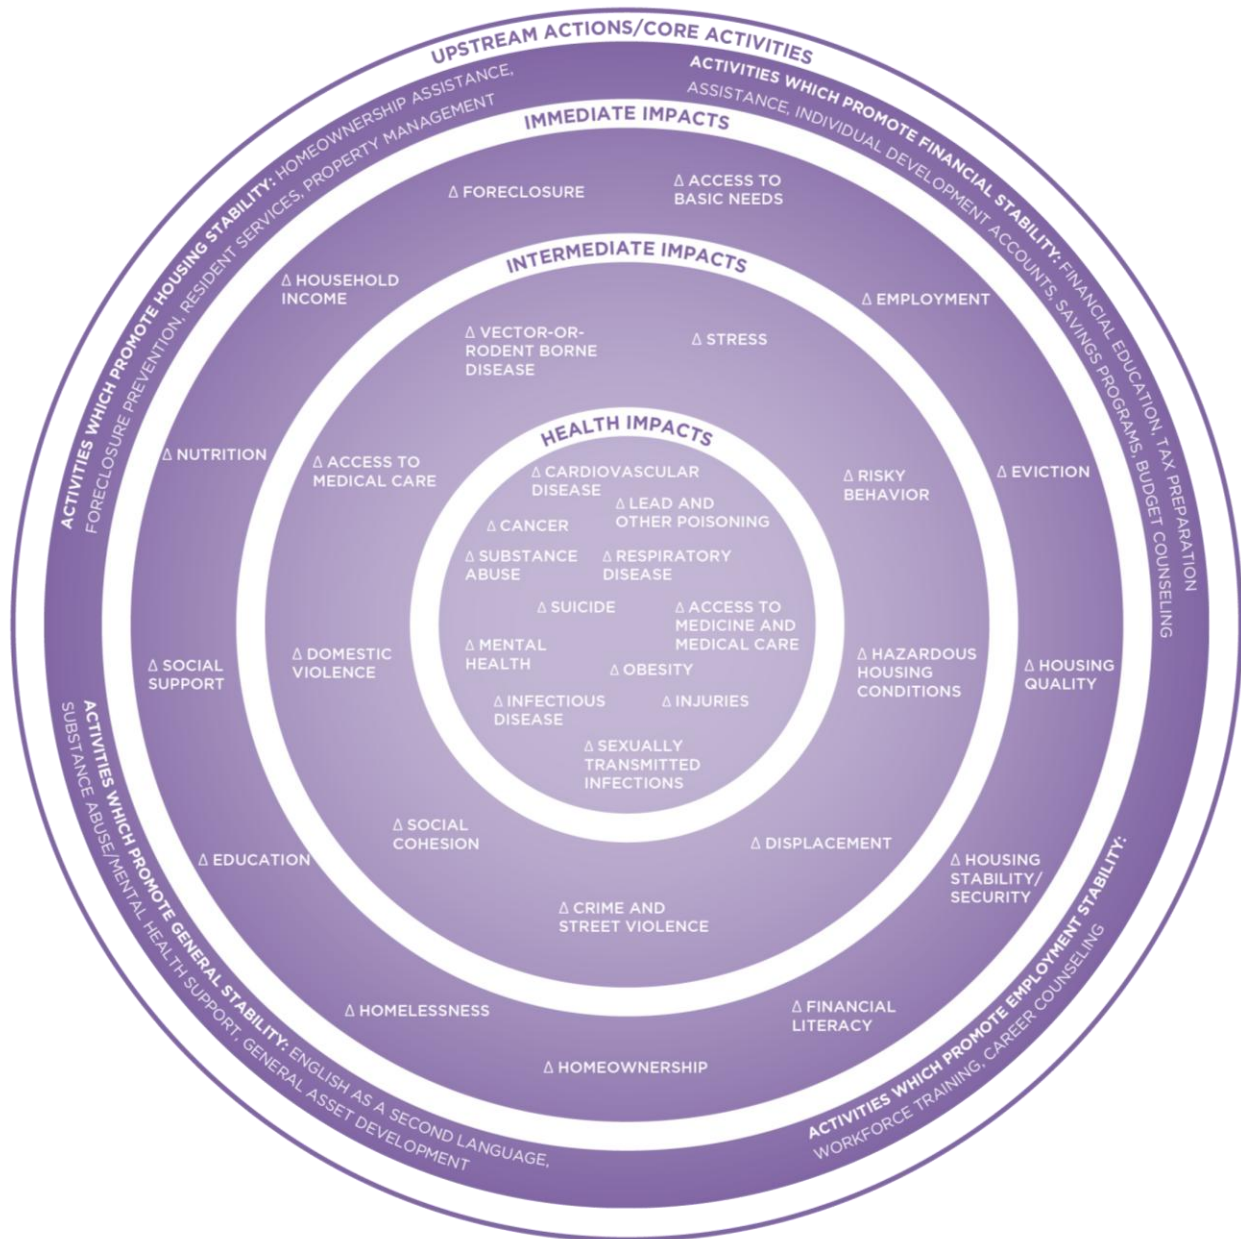 UPSTREAM ACTIONS/CORE ACTIVITIES
ACTIVITIES WHICH PROMOTE HOUSING STABILITY: HOMEOWNERSHIP ASSISTANCE,
FORECLOSURE PREVENTION, RESIDENT SERVICES, PROPERTY MANAGEMENT
ACTIVITIES WHICH PROMOTE FINANCIAL STABILITY: FINANCIAL EDUCATION, TAX PREPARATION
ASSISTANCE, INDIVIDUAL DEVELOPMENT ACCOUNTS, SAVINGS PROGRAMS, BUDGET COUNSELING
ACTIVITIES WHICH PROMOTE GENERAL STABILITY: ENGLISH AS A SECOND LANGUAGE,
SUBSTANCE ABUSE/MENTAL HEALTH SUPPORT, GENERAL ASSET DEVELOPMENT
ACTIVITIES WHICH PROMOTE EMPLOYMENT STABILITY:
WORKFORCE TRAINING, CAREER COUNSELING
IMMEDIATE IMPACTS
Δ FORECLOSURE
Δ ACCESS TO
BASIC NEEDS
Δ HOUSEHOLD
INCOME
Δ EMPLOYMENT
Δ NUTRITION
Δ EVICTION
Δ SOCIAL
SUPPORT
Δ HOUSING
QUALITY
Δ EDUCATION
Δ HOUSING
STABILITY/
SECURITY
Δ HOMELESSNESS
Δ FINANCIAL
LITERACY
Δ HOMEOWNERSHIP
INTERMEDIATE IMPACTS
Δ VECTOR-OR-
RODENT BORNE
DISEASE
Δ STRESS
Δ ACCESS TO
MEDICAL CARE
Δ RISKY
BEHAVIOR
Δ DOMESTIC
VIOLENCE
Δ HAZARDOUS
HOUSING
CONDITIONS
Δ SOCIAL
COHESION
Δ DISPLACEMENT
Δ CRIME AND
STREET VIOLENCE
HEALTH IMPACTS
Δ CARDIOVASCULAR
DISEASE
Δ LEAD AND
OTHER POISONING
Δ CANCER
Δ SUBSTANCE
ABUSE
Δ RESPIRATORY
DISEASE
Δ SUICIDE
Δ ACCESS TO
MEDICINE AND
MEDICAL CARE
Δ MENTAL
HEALTH
Δ OBESITY
Δ INFECTIOUS
DISEASE
Δ INJURIES
Δ SEXUALLY
TRANSMITTED
INFECTIONS